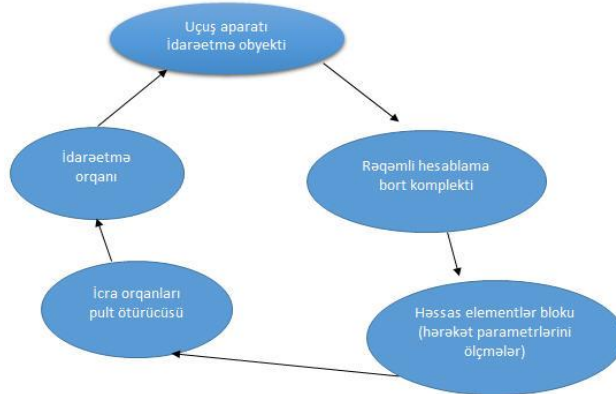 Uçuş aparatı
İdarəetmə obyekti
İdarəetmə
orqanı
Rəqəmli hesablama
bort komplekti
İcra orqanları
pult ötürücüsü
Həssas elementlər bloku
(hərəkət parametrlərini
ölçmələr)